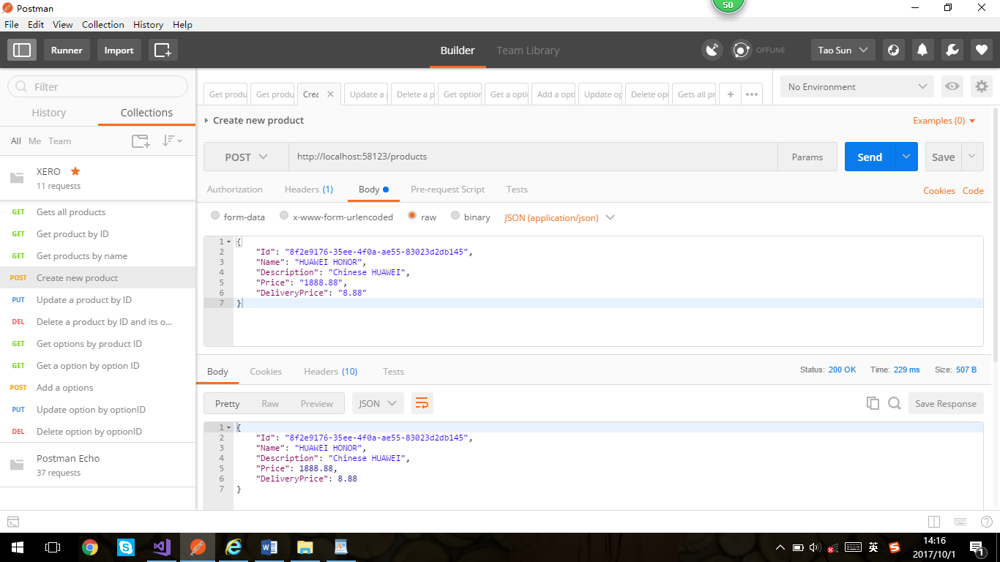 Postman
50
File Edit View Collection History Help
Runner Import Builder Team Library OFFLINE Tao Sun
Filter
History Collections
All Me Team
XERO
11 requests
GET Gets all products
GET Get product by ID
GET Get products by name
POST Create new product
PUT Update a product by ID
DEL Delete a product by ID and its o...
GET Get options by product ID
GET Get a option by option ID
POST Add a options
PUT Update option by optionID
DEL Delete option by optionID
Postman Echo
37 requests
Get produ Get produ Crea Update a p Delete a p Get option Get a opti Add a opti Update op Delete opt Gets all pr + •••
No Environment
Create new product
Examples (0)
POST http://localhost:58123/products Params Send Save
Authorization Headers (1) Body Pre-request Script Tests Cookies Code
form-data x-www-form-urlencoded raw binary JSON (application/json)
1 {
2 "Id": "8f2e9176-35ee-4f0a-ae55-83023d2db145",
3 "Name": "HUAWEI HONOR",
4 "Description": "Chinese HUAWEI",
5 "Price": "1888.88",
6 "DeliveryPrice": "8.88"
7 }
Body Cookies Headers (10) Tests Status: 200 OK Time: 229 ms Size: 507 B
Pretty Raw Preview JSON Save Response
1 {
2 "Id": "8f2e9176-35ee-4f0a-ae55-83023d2db145",
3 "Name": "HUAWEI HONOR",
4 "Description": "Chinese HUAWEI",
5 "Price": 1888.88,
6 "DeliveryPrice": 8.88
7 }
英
14:16
2017/10/1
1